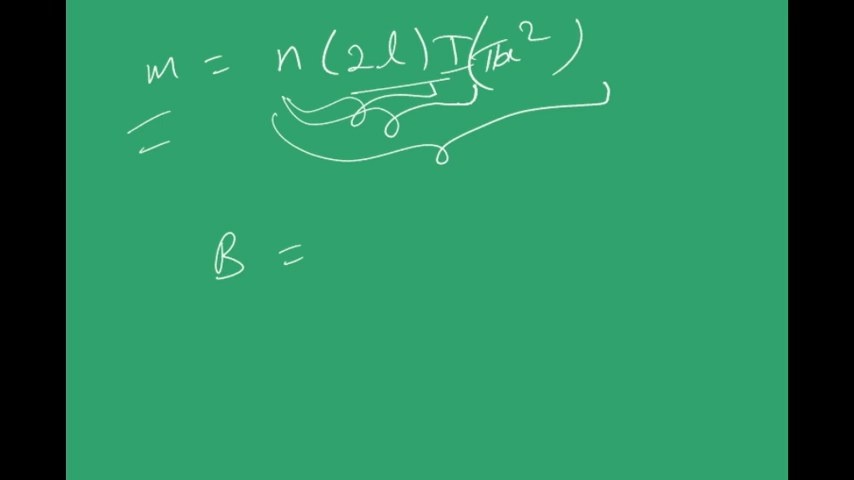 m = n (2l) I (πa²)
B =